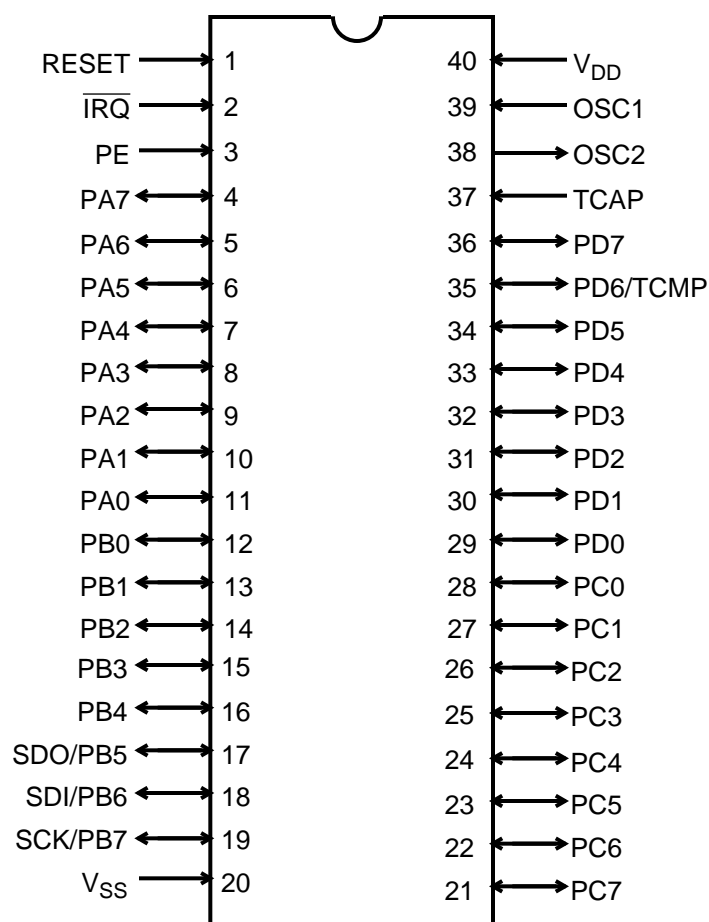 RESET 1 40 VDD
IRQ 2 39 OSC1
PE 3 38 OSC2
PA7 4 37 TCAP
PA6 5 36 PD7
PA5 6 35 PD6/TCMP
PA4 7 34 PD5
PA3 8 33 PD4
PA2 9 32 PD3
PA1 10 31 PD2
PA0 11 30 PD1
PB0 12 29 PD0
PB1 13 28 PC0
PB2 14 27 PC1
PB3 15 26 PC2
PB4 16 25 PC3
SDO/PB5 17 24 PC4
SDI/PB6 18 23 PC5
SCK/PB7 19 22 PC6
VSS 20 21 PC7